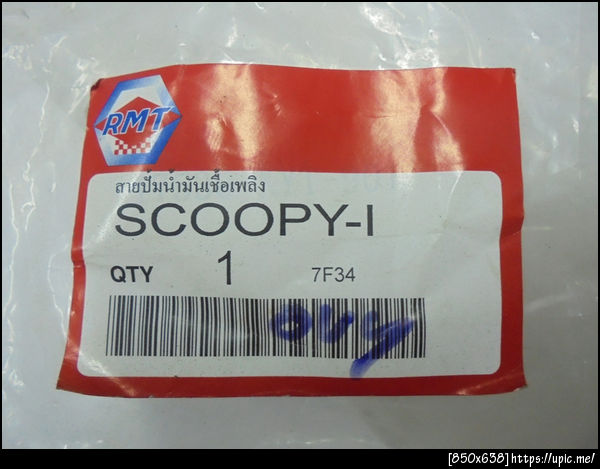 RMT
สายปั้มน้ำมันเชื้อเพลิง
SCOOPY-I
QTY 1 7F34
[850x638]https://upic.me/